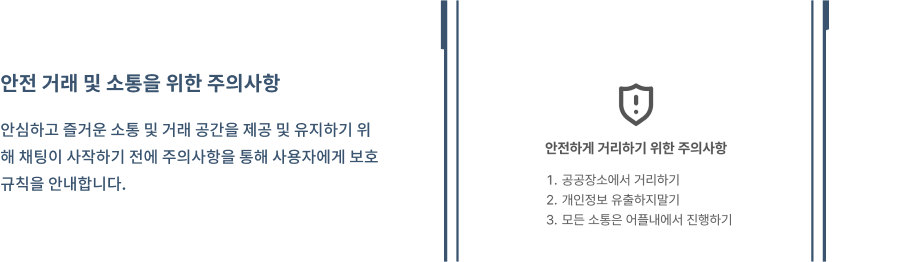 안전 거래 및 소통을 위한 주의사항
안심하고 즐거운 소통 및 거래 공간을 제공 및 유지하기 위
해 채팅이 사작하기 전에 주의사항을 통해 사용자에게 보호
규칙을 안내합니다.
안전하게 거리하기 위한 주의사항
1. 공공장소에서 거리하기
2. 개인정보 유출하지말기
3. 모든 소통은 어플내에서 진행하기